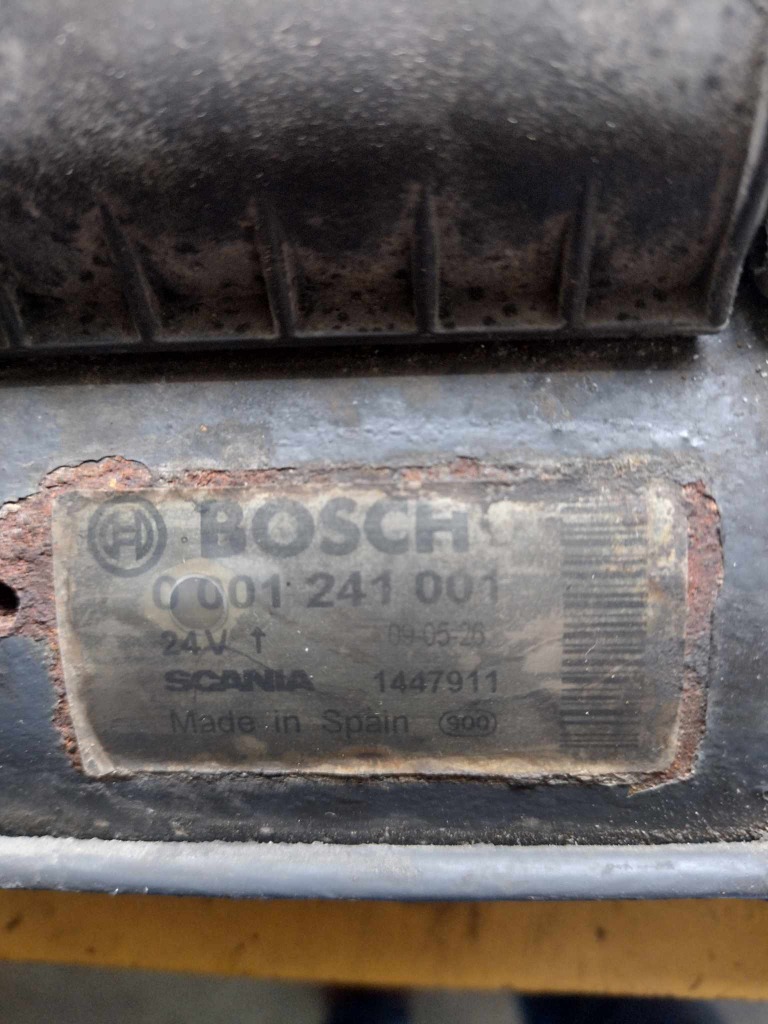 BOSCH
0 001 241 001
24V ↑ 09-05-26
SCANIA 1447911
Made in Spain 900